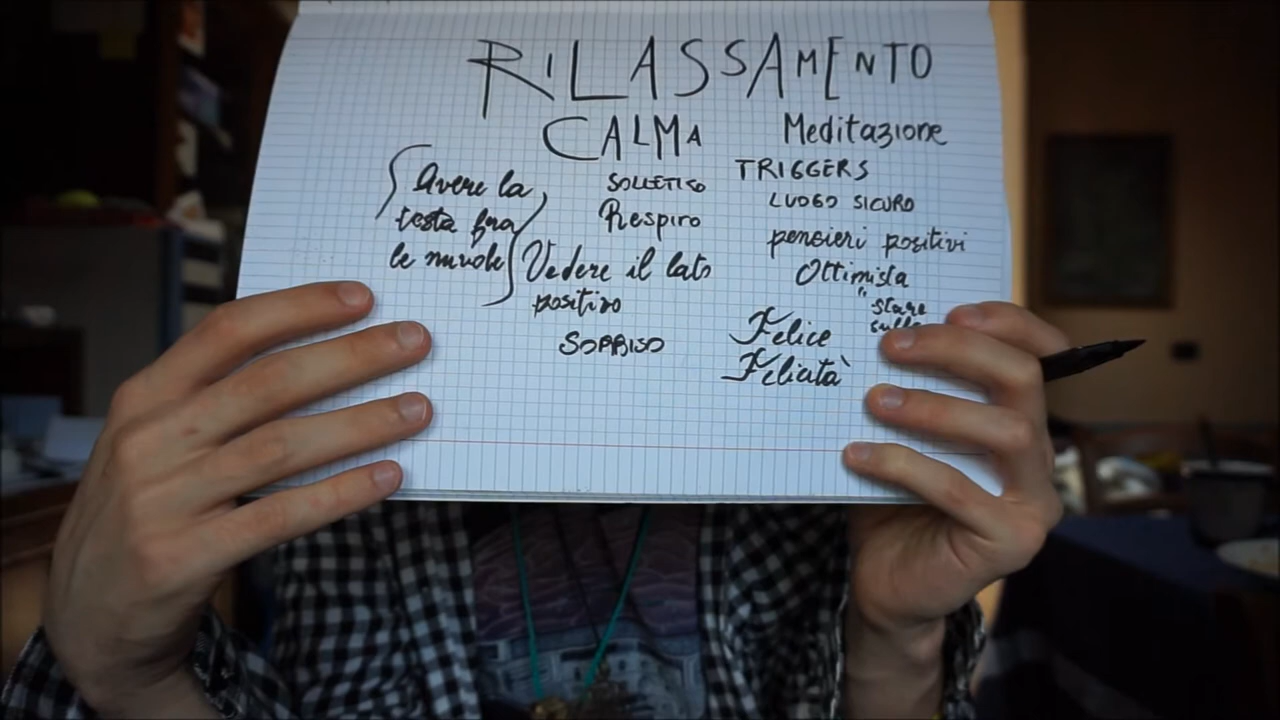 RILASSAMENTO
CALMA
Meditazione
Avere la
testa fra
le nuvole
SOLLETICO
Respiro
Vedere il lato
positivo
SORRISO
TRIGGERS
LUOGO SICURO
pensieri positivi
Ottimista
"stare
sulle
Felice
Felicità